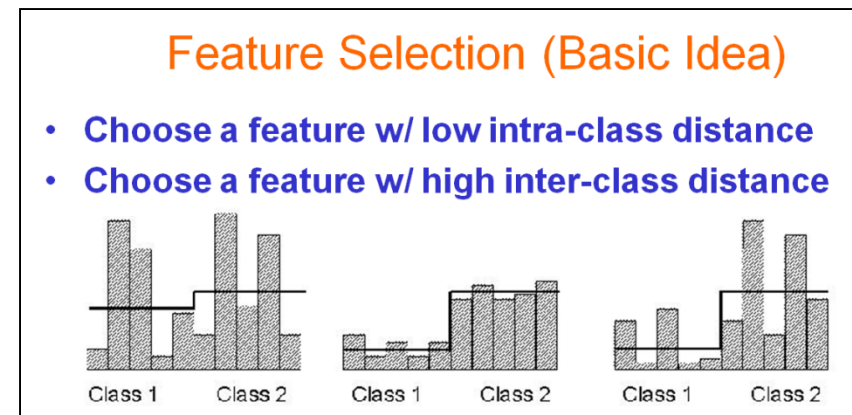 Feature Selection (Basic Idea)
• Choose a feature w/ low intra-class distance
• Choose a feature w/ high inter-class distance
Class 1 Class 2 Class 1 Class 2 Class 1 Class 2